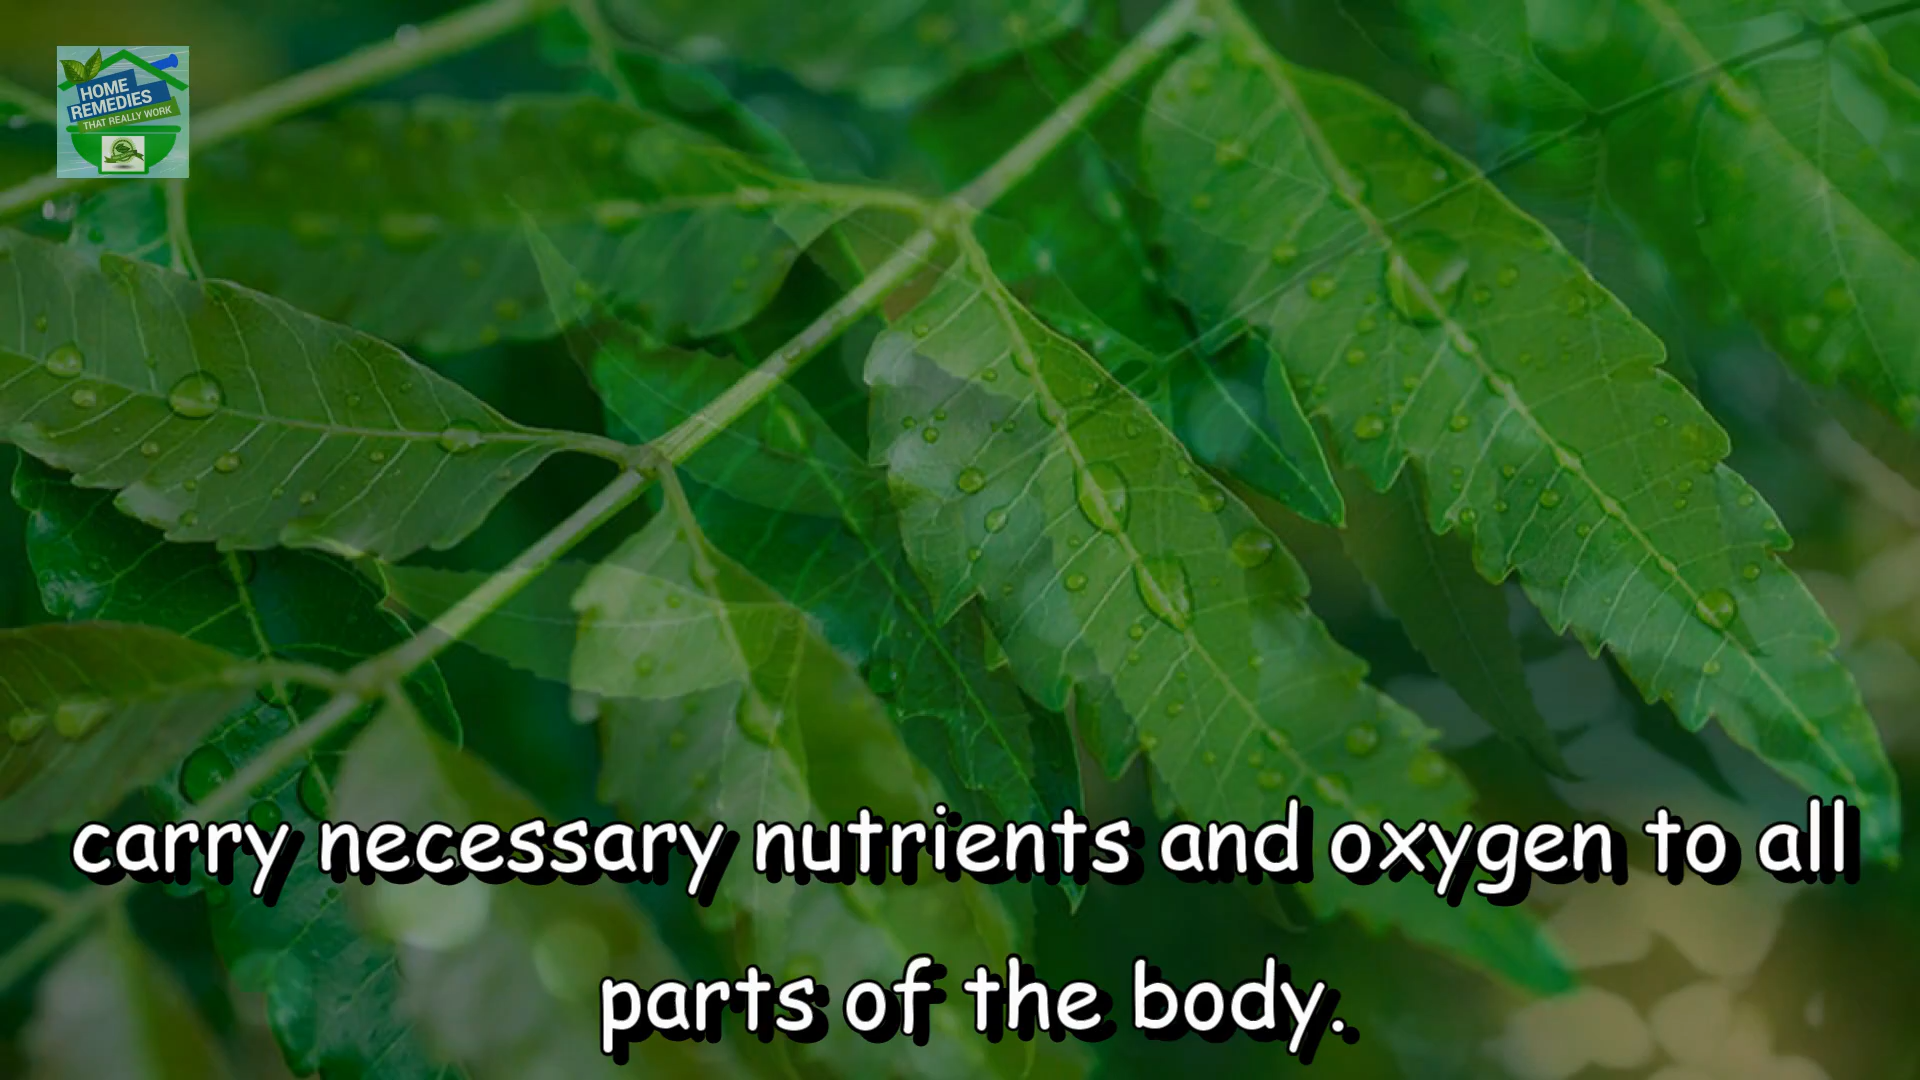 HOME
REMEDIES
THAT REALLY WORK
carry necessary nutrients and oxygen to all
parts of the body.